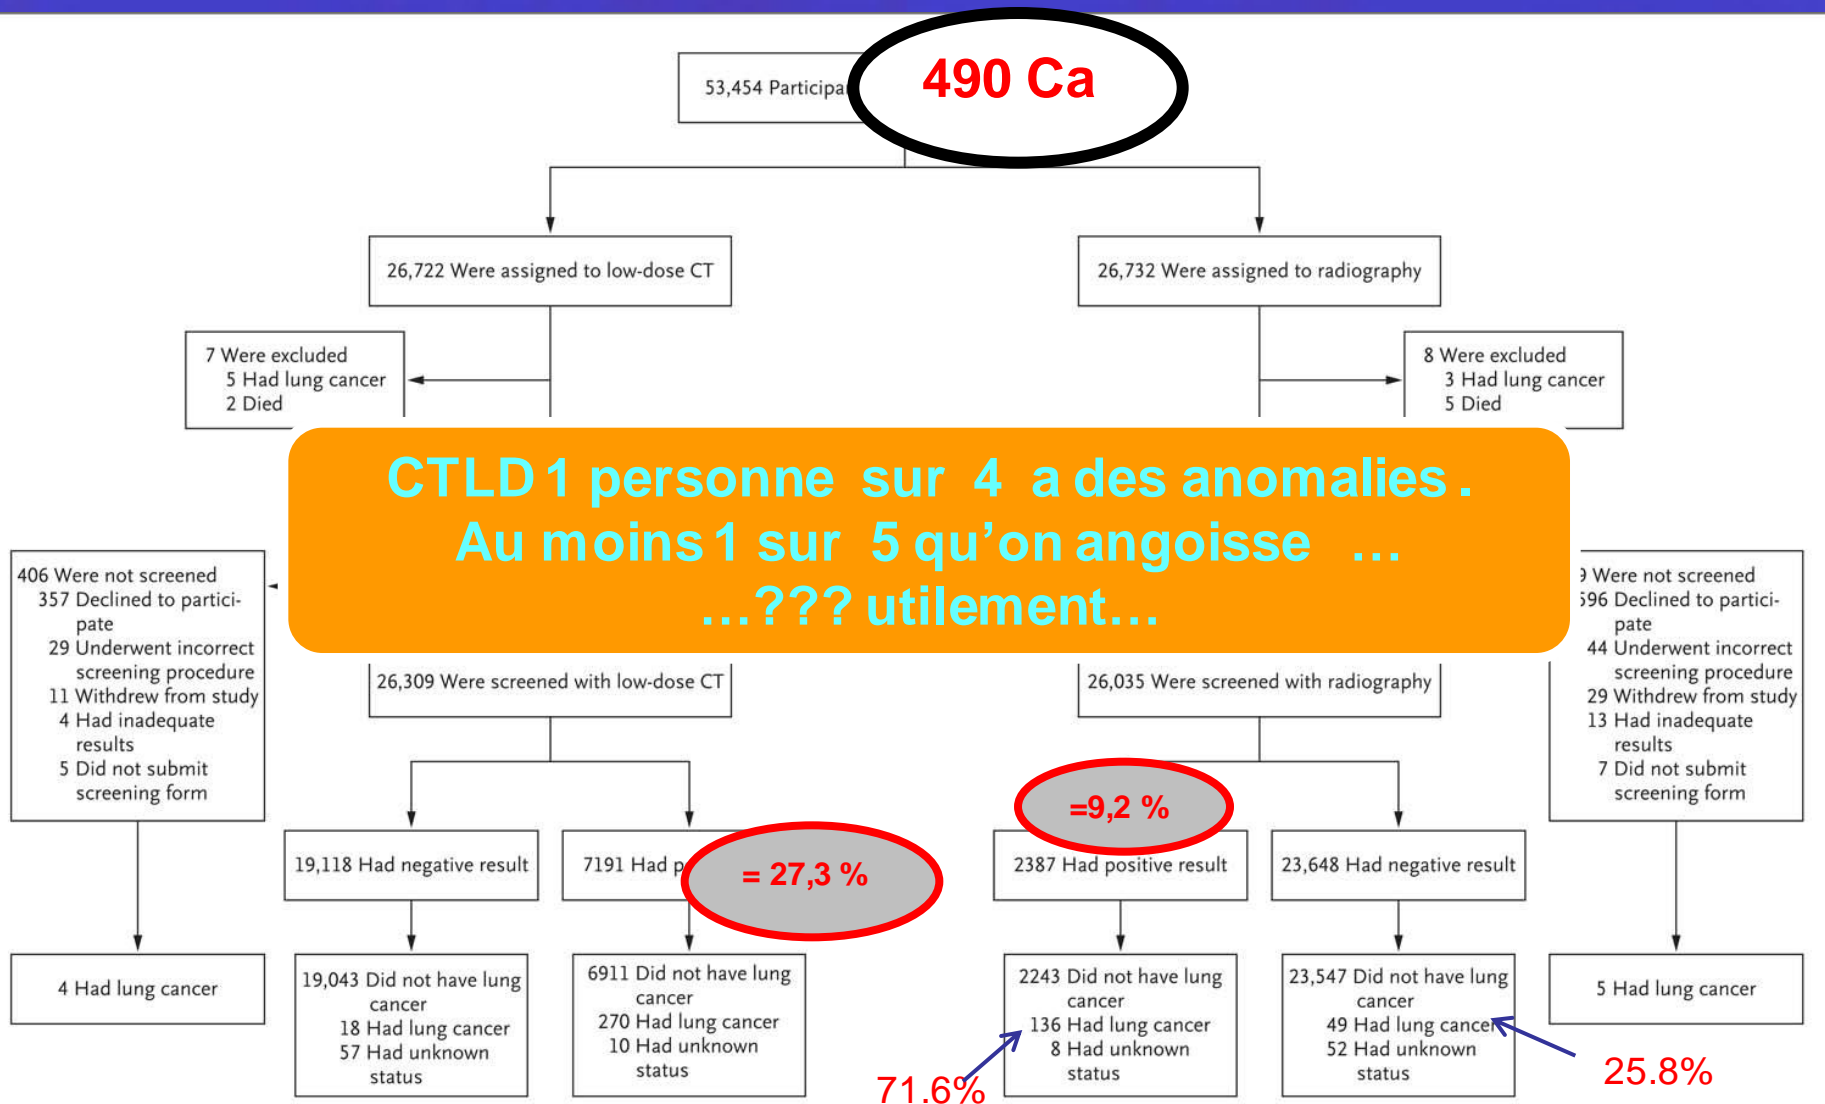 490 Ca
53,454 Participa
26,722 Were assigned to low-dose CT
26,732 Were assigned to radiography
7 Were excluded
5 Had lung cancer
2 Died
8 Were excluded
3 Had lung cancer
5 Died
CTLD 1 personne sur 4 a des anomalies .
Au moins 1 sur 5 qu’on angoisse ...
...??? utilement...
406 Were not screened
357 Declined to partici-
pate
29 Underwent incorrect
screening procedure
11 Withdrew from study
4 Had inadequate
results
5 Did not submit
screening form
9 Were not screened
596 Declined to partici-
pate
44 Underwent incorrect
screening procedure
29 Withdrew from study
13 Had inadequate
results
7 Did not submit
screening form
26,309 Were screened with low-dose CT
26,035 Were screened with radiography
=9,2 %
= 27,3 %
19,118 Had negative result
7191 Had p
2387 Had positive result
23,648 Had negative result
4 Had lung cancer
19,043 Did not have lung
cancer
18 Had lung cancer
57 Had unknown
status
6911 Did not have lung
cancer
270 Had lung cancer
10 Had unknown
status
2243 Did not have lung
cancer
136 Had lung cancer
8 Had unknown
status
23,547 Did not have lung
cancer
49 Had lung cancer
52 Had unknown
status
5 Had lung cancer
71.6%
25.8%